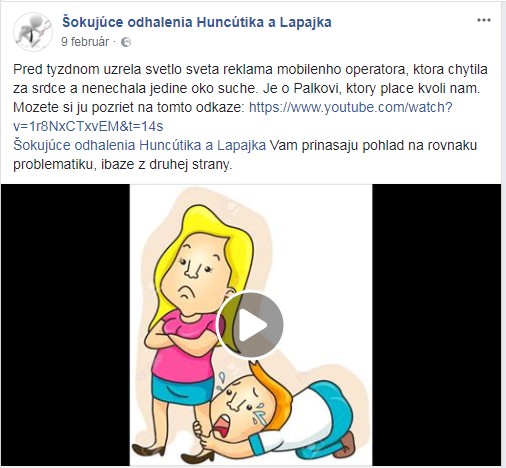 Šokujúce odhalenia Huncútika a Lapajka
9 február ·
Pred tyzdnom uzrela svetlo sveta reklama mobilenho operatora, ktora chytila
za srdce a nenechala jedine oko suche. Je o Palkovi, ktory place kvoli nam.
Mozete si ju pozriet na tomto odkaze: https://www.youtube.com/watch?
v=1r8NxCTxvEM&t=14s
Šokujúce odhalenia Huncútika a Lapajka Vam prinasaju pohlad na rovnaku
problematiku, ibaze z druhej strany.